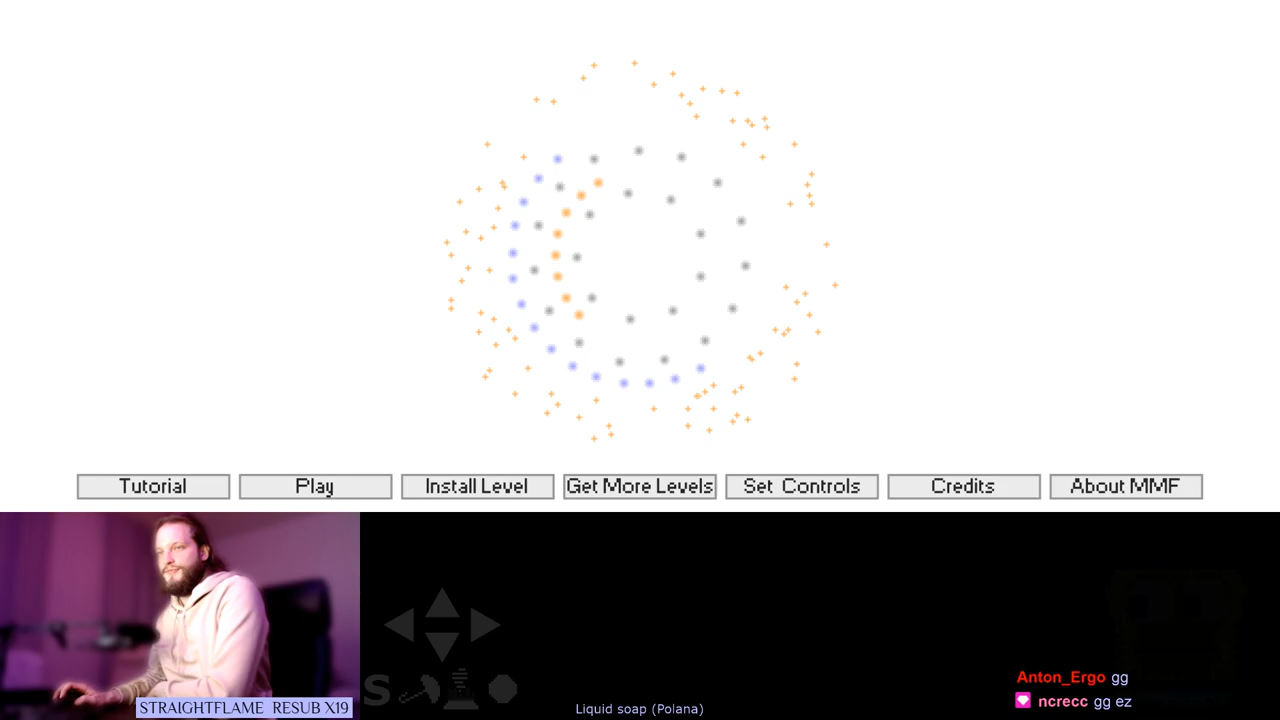 Tutorial
Play
Install Level
Get More Levels
Set Controls
Credits
About MMF
S
STRAIGHTFLAME RESUB X19
Liquid soap (Polana)
Anton_Ergo gg
ncrecc gg ez